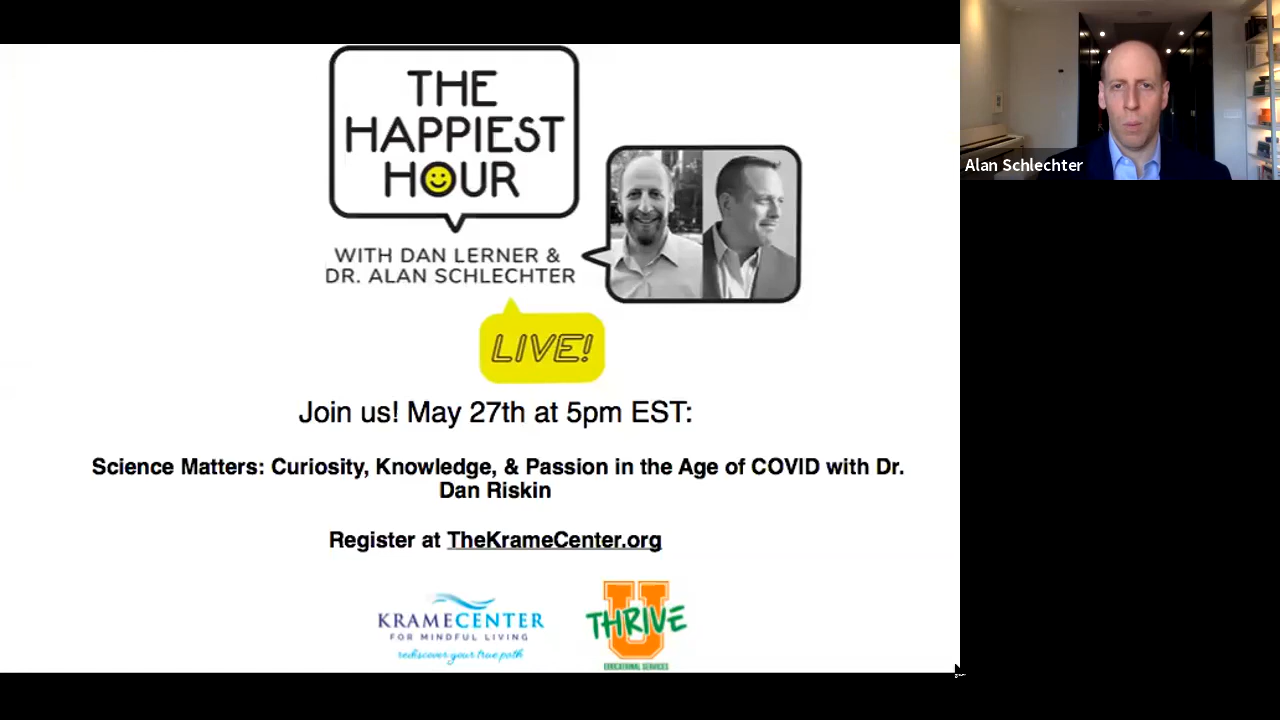 THE
HAPPIEST
HOUR
WITH DAN LERNER &
DR. ALAN SCHLECHTER
LIVE!
Join us! May 27th at 5pm EST:
Science Matters: Curiosity, Knowledge, & Passion in the Age of COVID with Dr.
Dan Riskin
Register at TheKrameCenter.org
KRAMECENTER
FOR MINDFUL LIVING
rediscover your true path
U
THRIVE
EDUCATIONAL SERVICES
Alan Schlechter